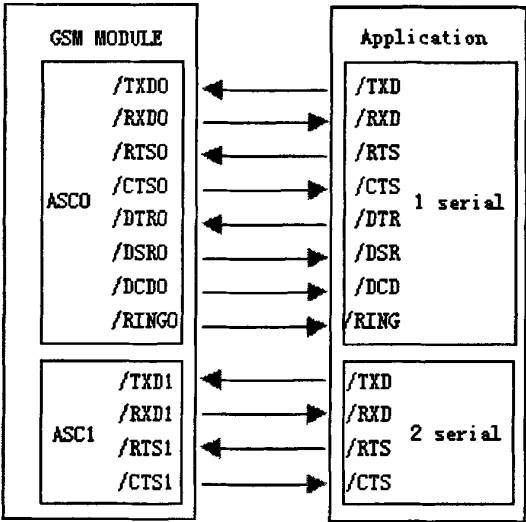 GSM MODULE Application
/TXD0 /TXD
/RXD0 /RXD
/RTS0 /RTS
/CTS0 /CTS
ASC0 1 serial
/DTR0 /DTR
/DSR0 /DSR
/DCD0 /DCD
/RING0 /RING
/TXD1 /TXD
/RXD1 /RXD
ASC1 2 serial
/RTS1 /RTS
/CTS1 /CTS